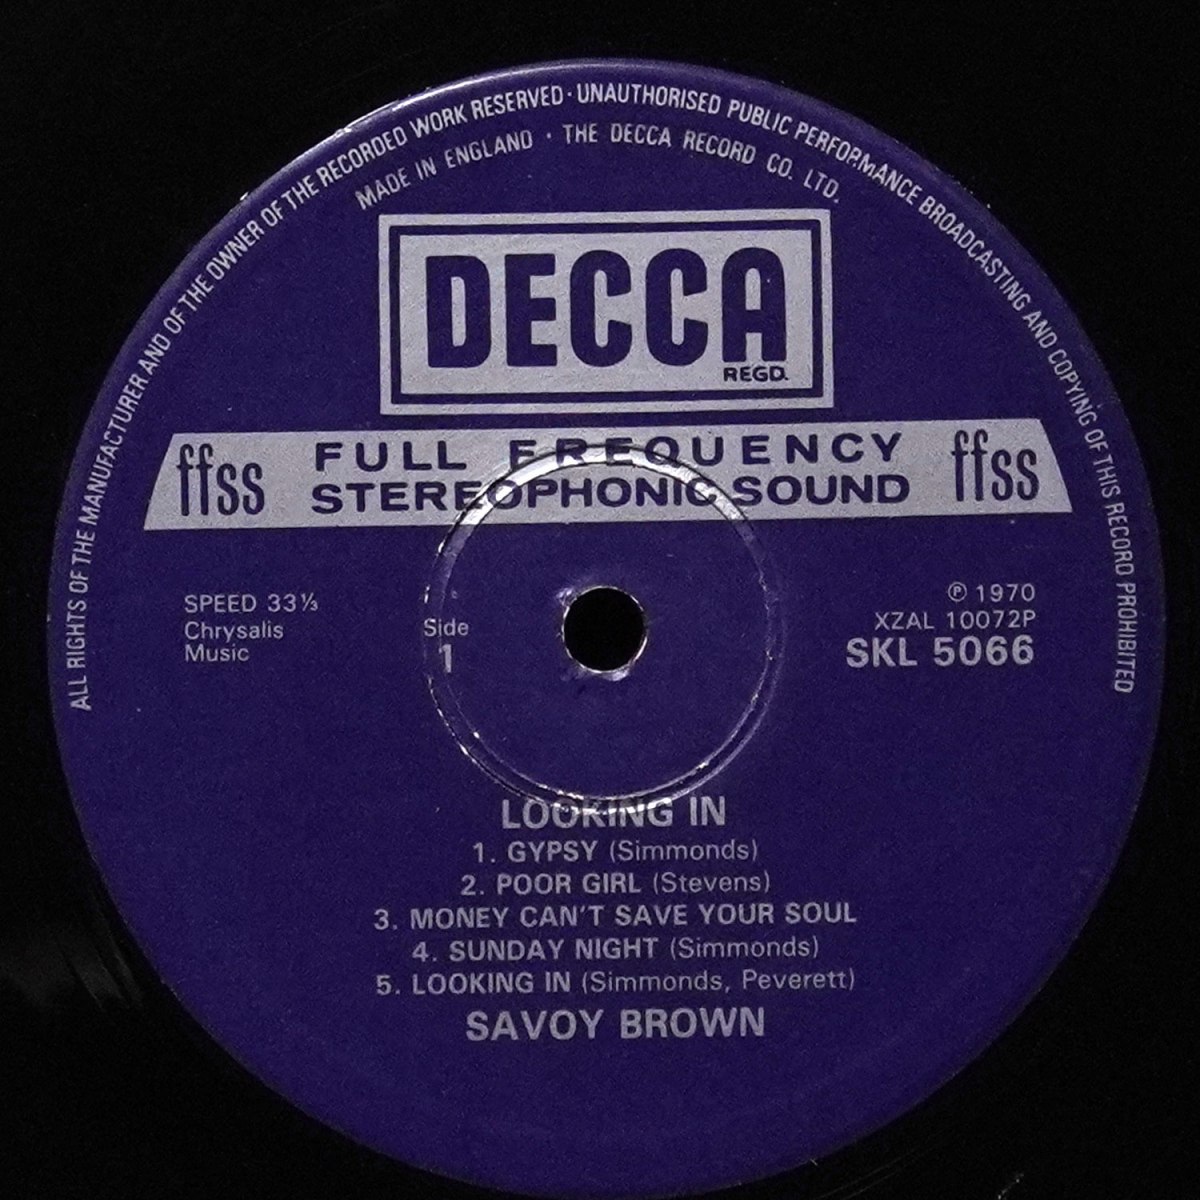 ALL RIGHTS OF THE MANUFACTURER AND OF THE OWNER OF THE RECORDED WORK RESERVED · UNAUTHORISED PUBLIC PERFORMANCE BROADCASTING AND COPYING OF THIS RECORD PROHIBITED
MADE IN ENGLAND · THE DECCA RECORD CO. LTD.
DECCA
REGD.
ffss FULL FREQUENCY ffss
STEREOPHONIC SOUND
SPEED 33⅓
Chrysalis
Music
Side
1
℗ 1970
XZAL 10072P
SKL 5066
LOOKING IN
1. GYPSY (Simmonds)
2. POOR GIRL (Stevens)
3. MONEY CAN'T SAVE YOUR SOUL
4. SUNDAY NIGHT (Simmonds)
5. LOOKING IN (Simmonds, Peverett)
SAVOY BROWN